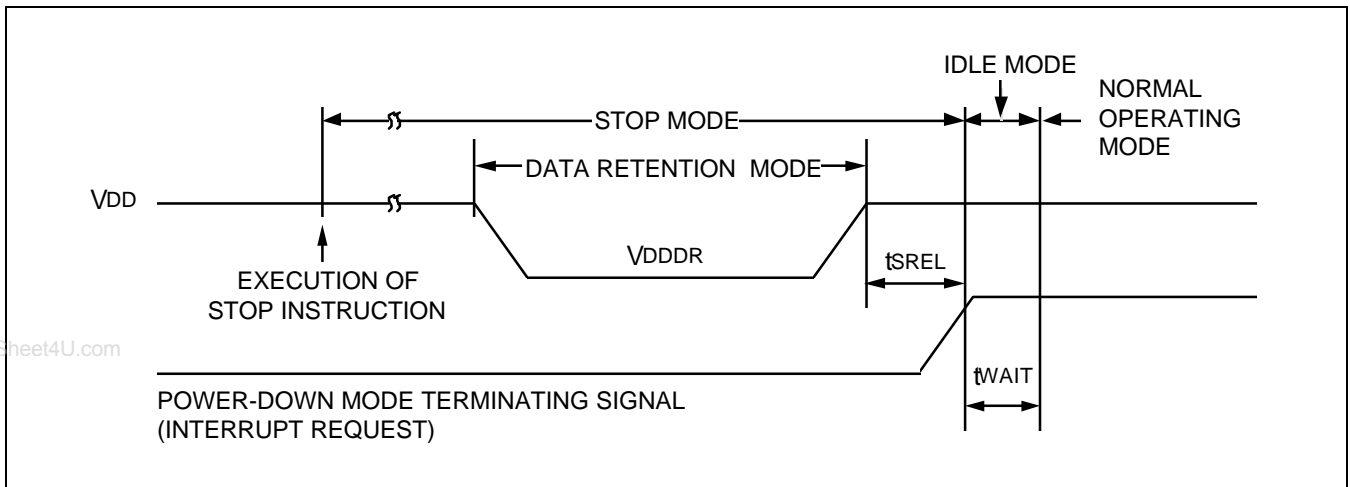 IDLE MODE
NORMAL
OPERATING
MODE
STOP MODE
DATA RETENTION MODE
VDD
VDDDR
tSREL
EXECUTION OF
STOP INSTRUCTION
heet4U.com
tWAIT
POWER-DOWN MODE TERMINATING SIGNAL
(INTERRUPT REQUEST)